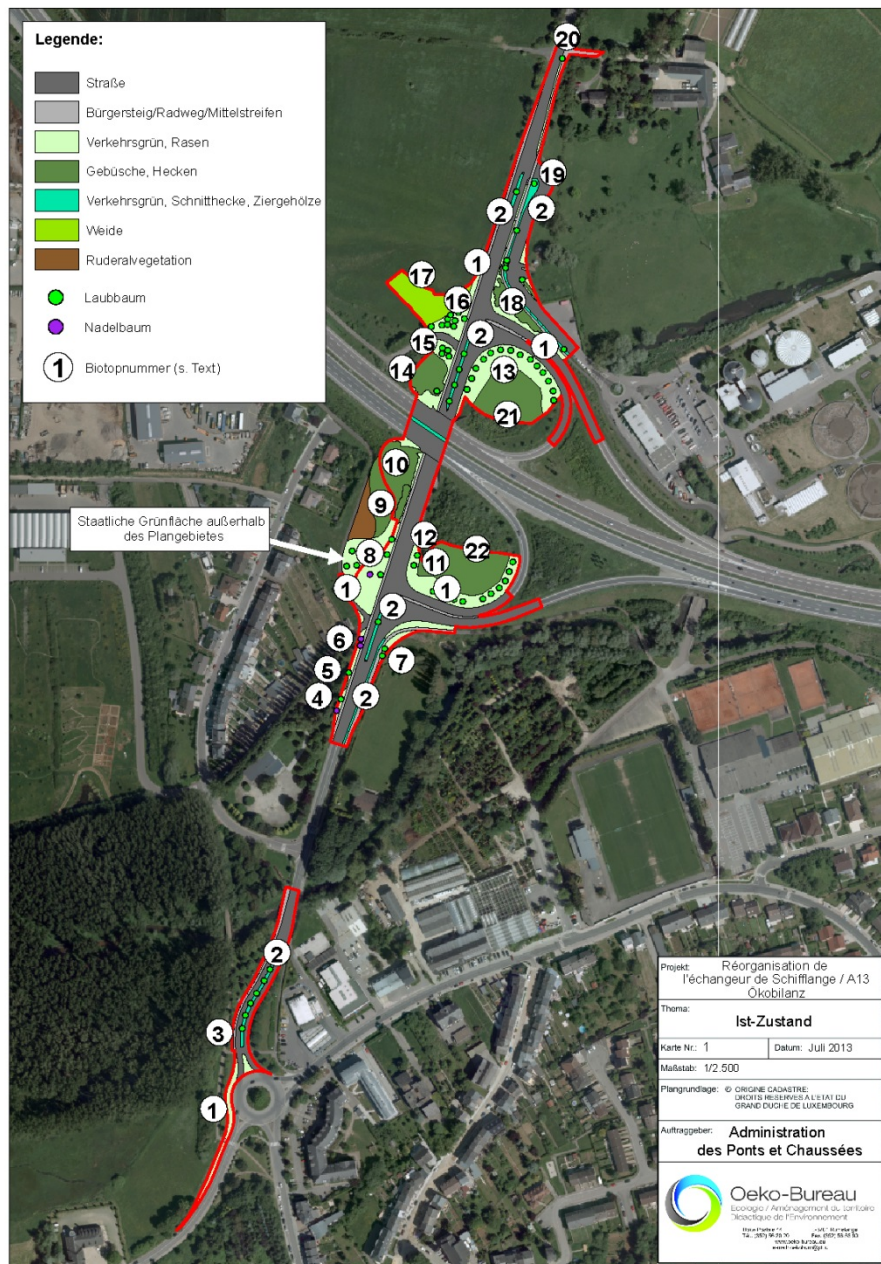 Legende:
Straße
Bürgersteig/Radweg/Mittelstreifen
Verkehrsgrün, Rasen
Gebüsche, Hecken
Verkehrsgrün, Schnitthecke, Ziergehölze
Weide
Ruderalvegetation
Laubbaum
Nadelbaum
1 Biotopnummer (s. Text)
20
19
2
2
1
17
16
18
2
15
1
13
14
21
10
9
Staatliche Grünfläche außerhalb
des Plangebietes
12
22
8
11
1
1
2
6
7
5
4
2
2
3
1
Projekt: Réorganisation de
l'échangeur de Schifflange / A13
Ökobilanz
Thema:
Ist-Zustand
Karte Nr.: 1 Datum: Juli 2013
Maßstab: 1/2.500
Plangrundlage: © ORIGINE CADASTRE:
DROITS RESERVES A L'ETAT DU
GRAND DUCHE DE LUXEMBOURG
Auftraggeber: Administration
des Ponts et Chaussées
Oeko-Bureau
Ecologie / Aménagement du territoire
Didactique de l'Environnement